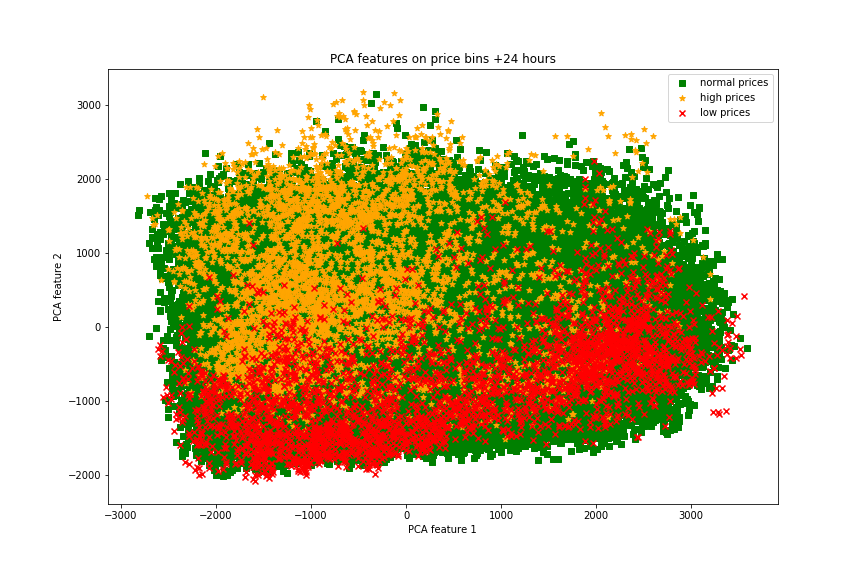 PCA features on price bins +24 hours
normal prices
high prices
low prices
PCA feature 2
3000
2000
1000
0
−1000
−2000
−3000
−2000
−1000
0
1000
2000
3000
PCA feature 1